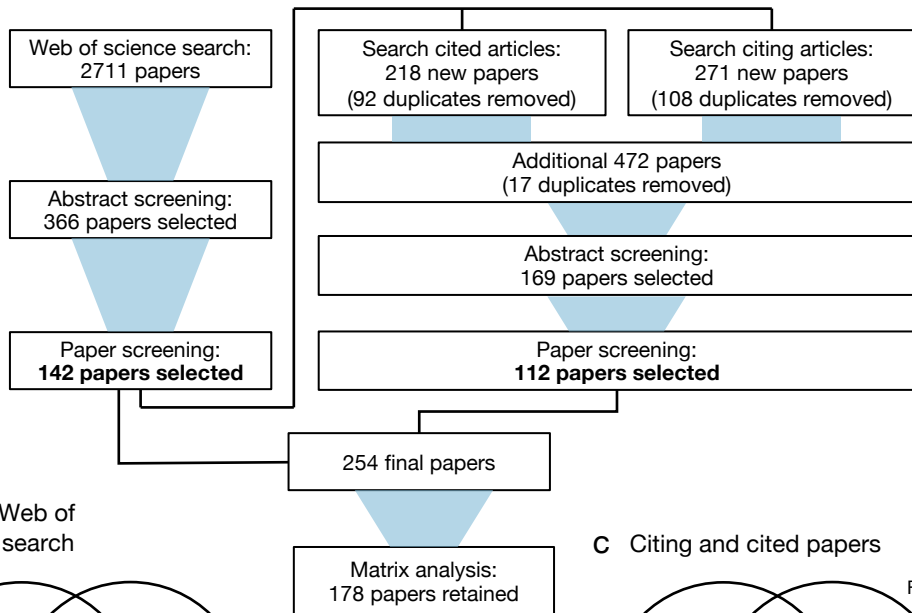 Web of science search:
2711 papers
Abstract screening:
366 papers selected
Paper screening:
142 papers selected
Search cited articles:
218 new papers
(92 duplicates removed)
Search citing articles:
271 new papers
(108 duplicates removed)
Additional 472 papers
(17 duplicates removed)
Abstract screening:
169 papers selected
Paper screening:
112 papers selected
254 final papers
Matrix analysis:
178 papers retained
Web of
search
C Citing and cited papers